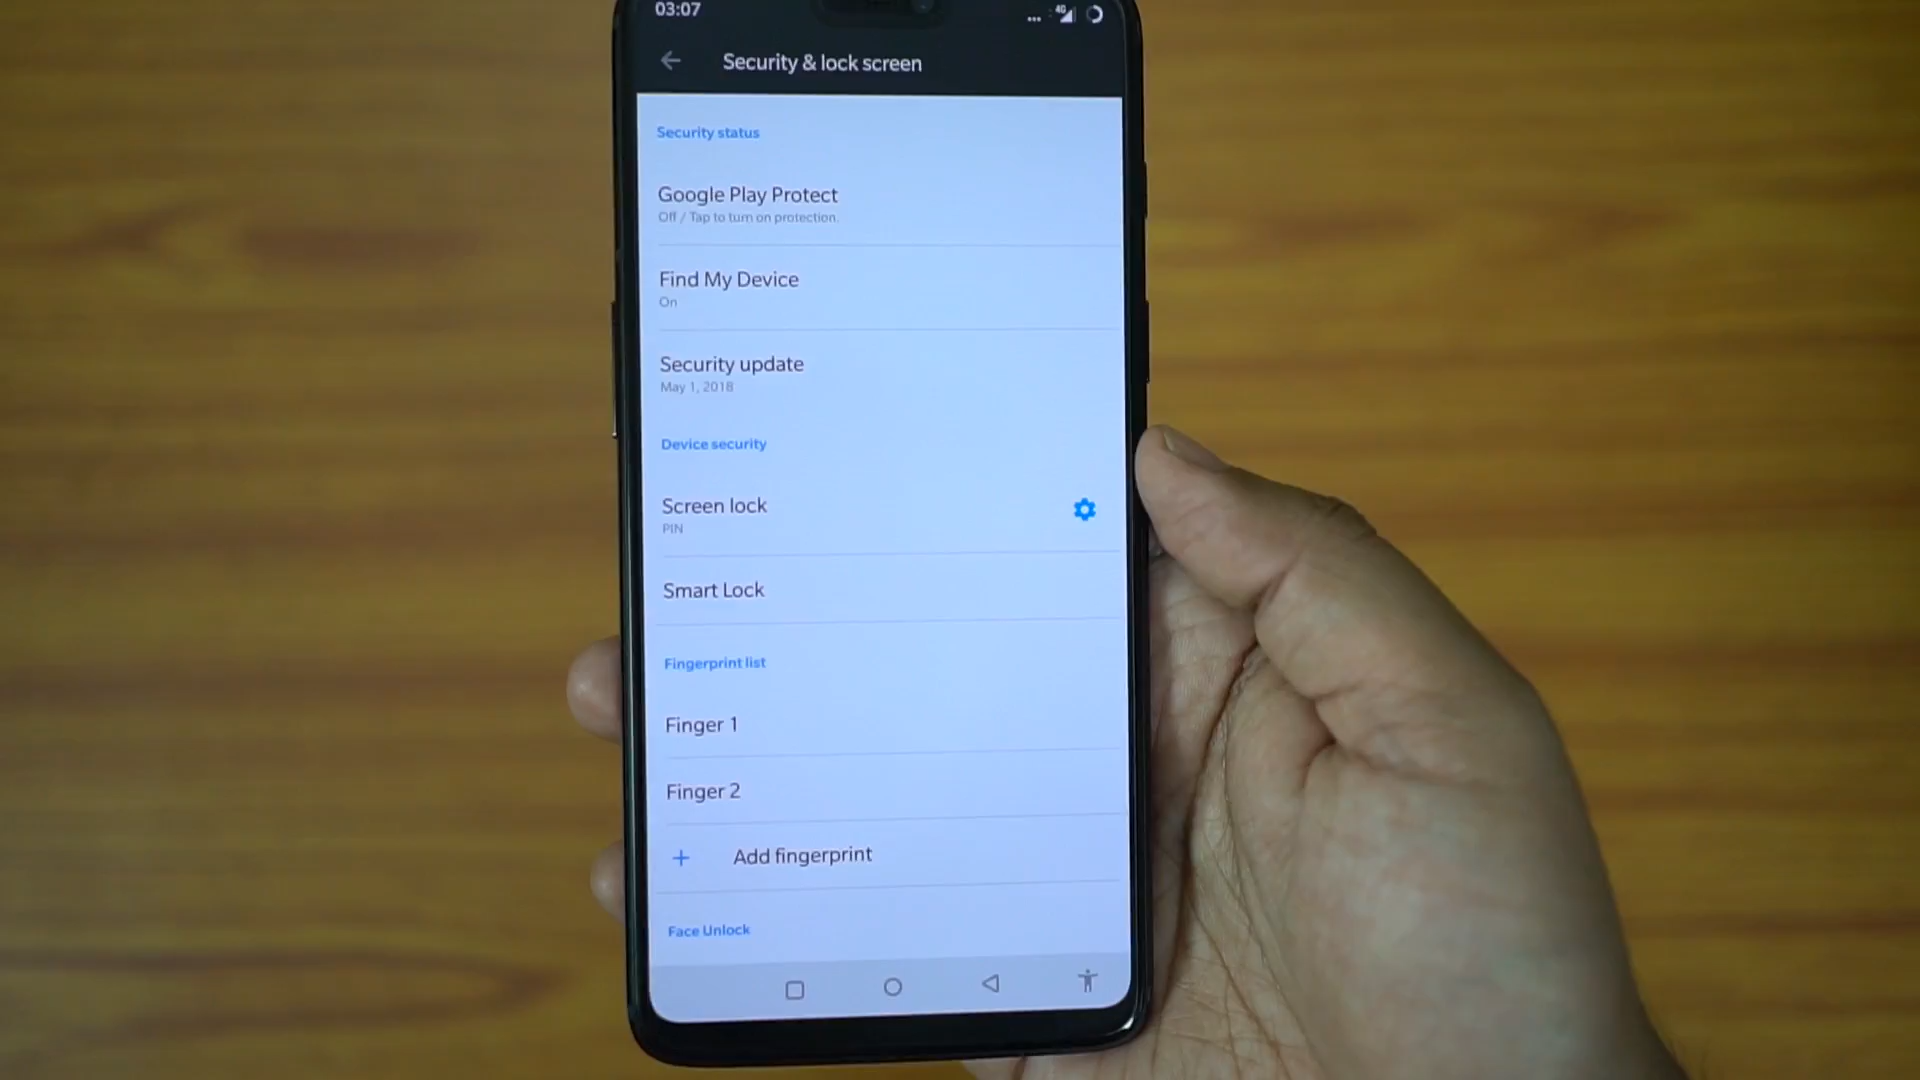 03:07
4G
Security & lock screen
Security status
Google Play Protect
Off / Tap to turn on protection.
Find My Device
On
Security update
May 1, 2018
Device security
Screen lock
PIN
Smart Lock
Fingerprint list
Finger 1
Finger 2
+ Add fingerprint
Face Unlock